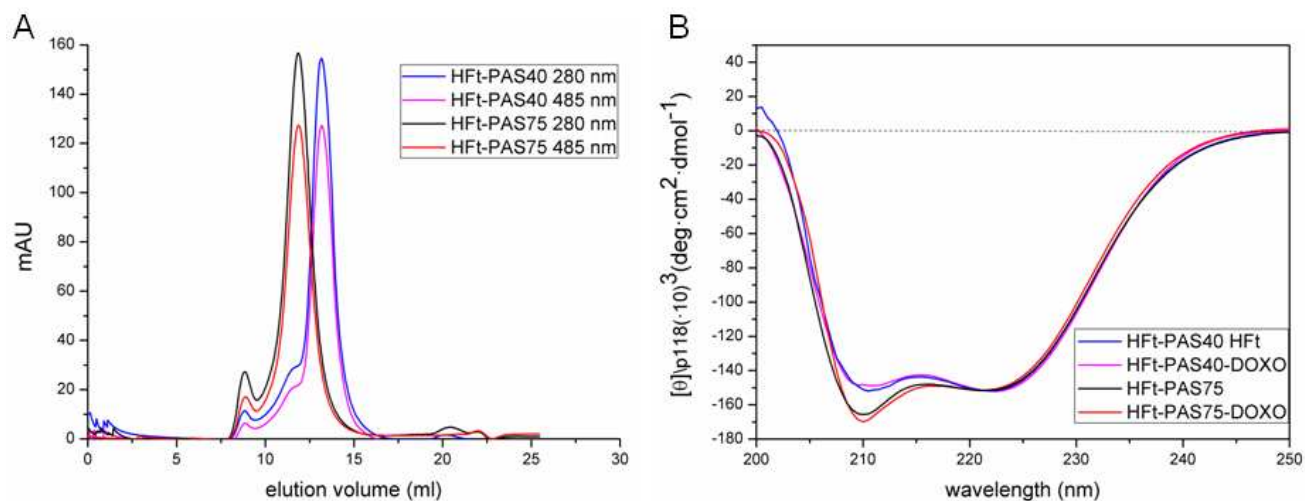 A
mAU
160
140
120
100
80
60
40
20
0
0
5
10
15
20
25
30
elution volume (ml)
HFt-PAS40 280 nm
HFt-PAS40 485 nm
HFt-PAS75 280 nm
HFt-PAS75 485 nm
B
[θ]\p118(·10)³(deg·cm²·dmol⁻¹)
40
20
0
-20
-40
-60
-80
-100
-120
-140
-160
-180
200
210
220
230
240
250
wavelength (nm)
HFt-PAS40 HFt
HFt-PAS40-DOXO
HFt-PAS75
HFt-PAS75-DOXO